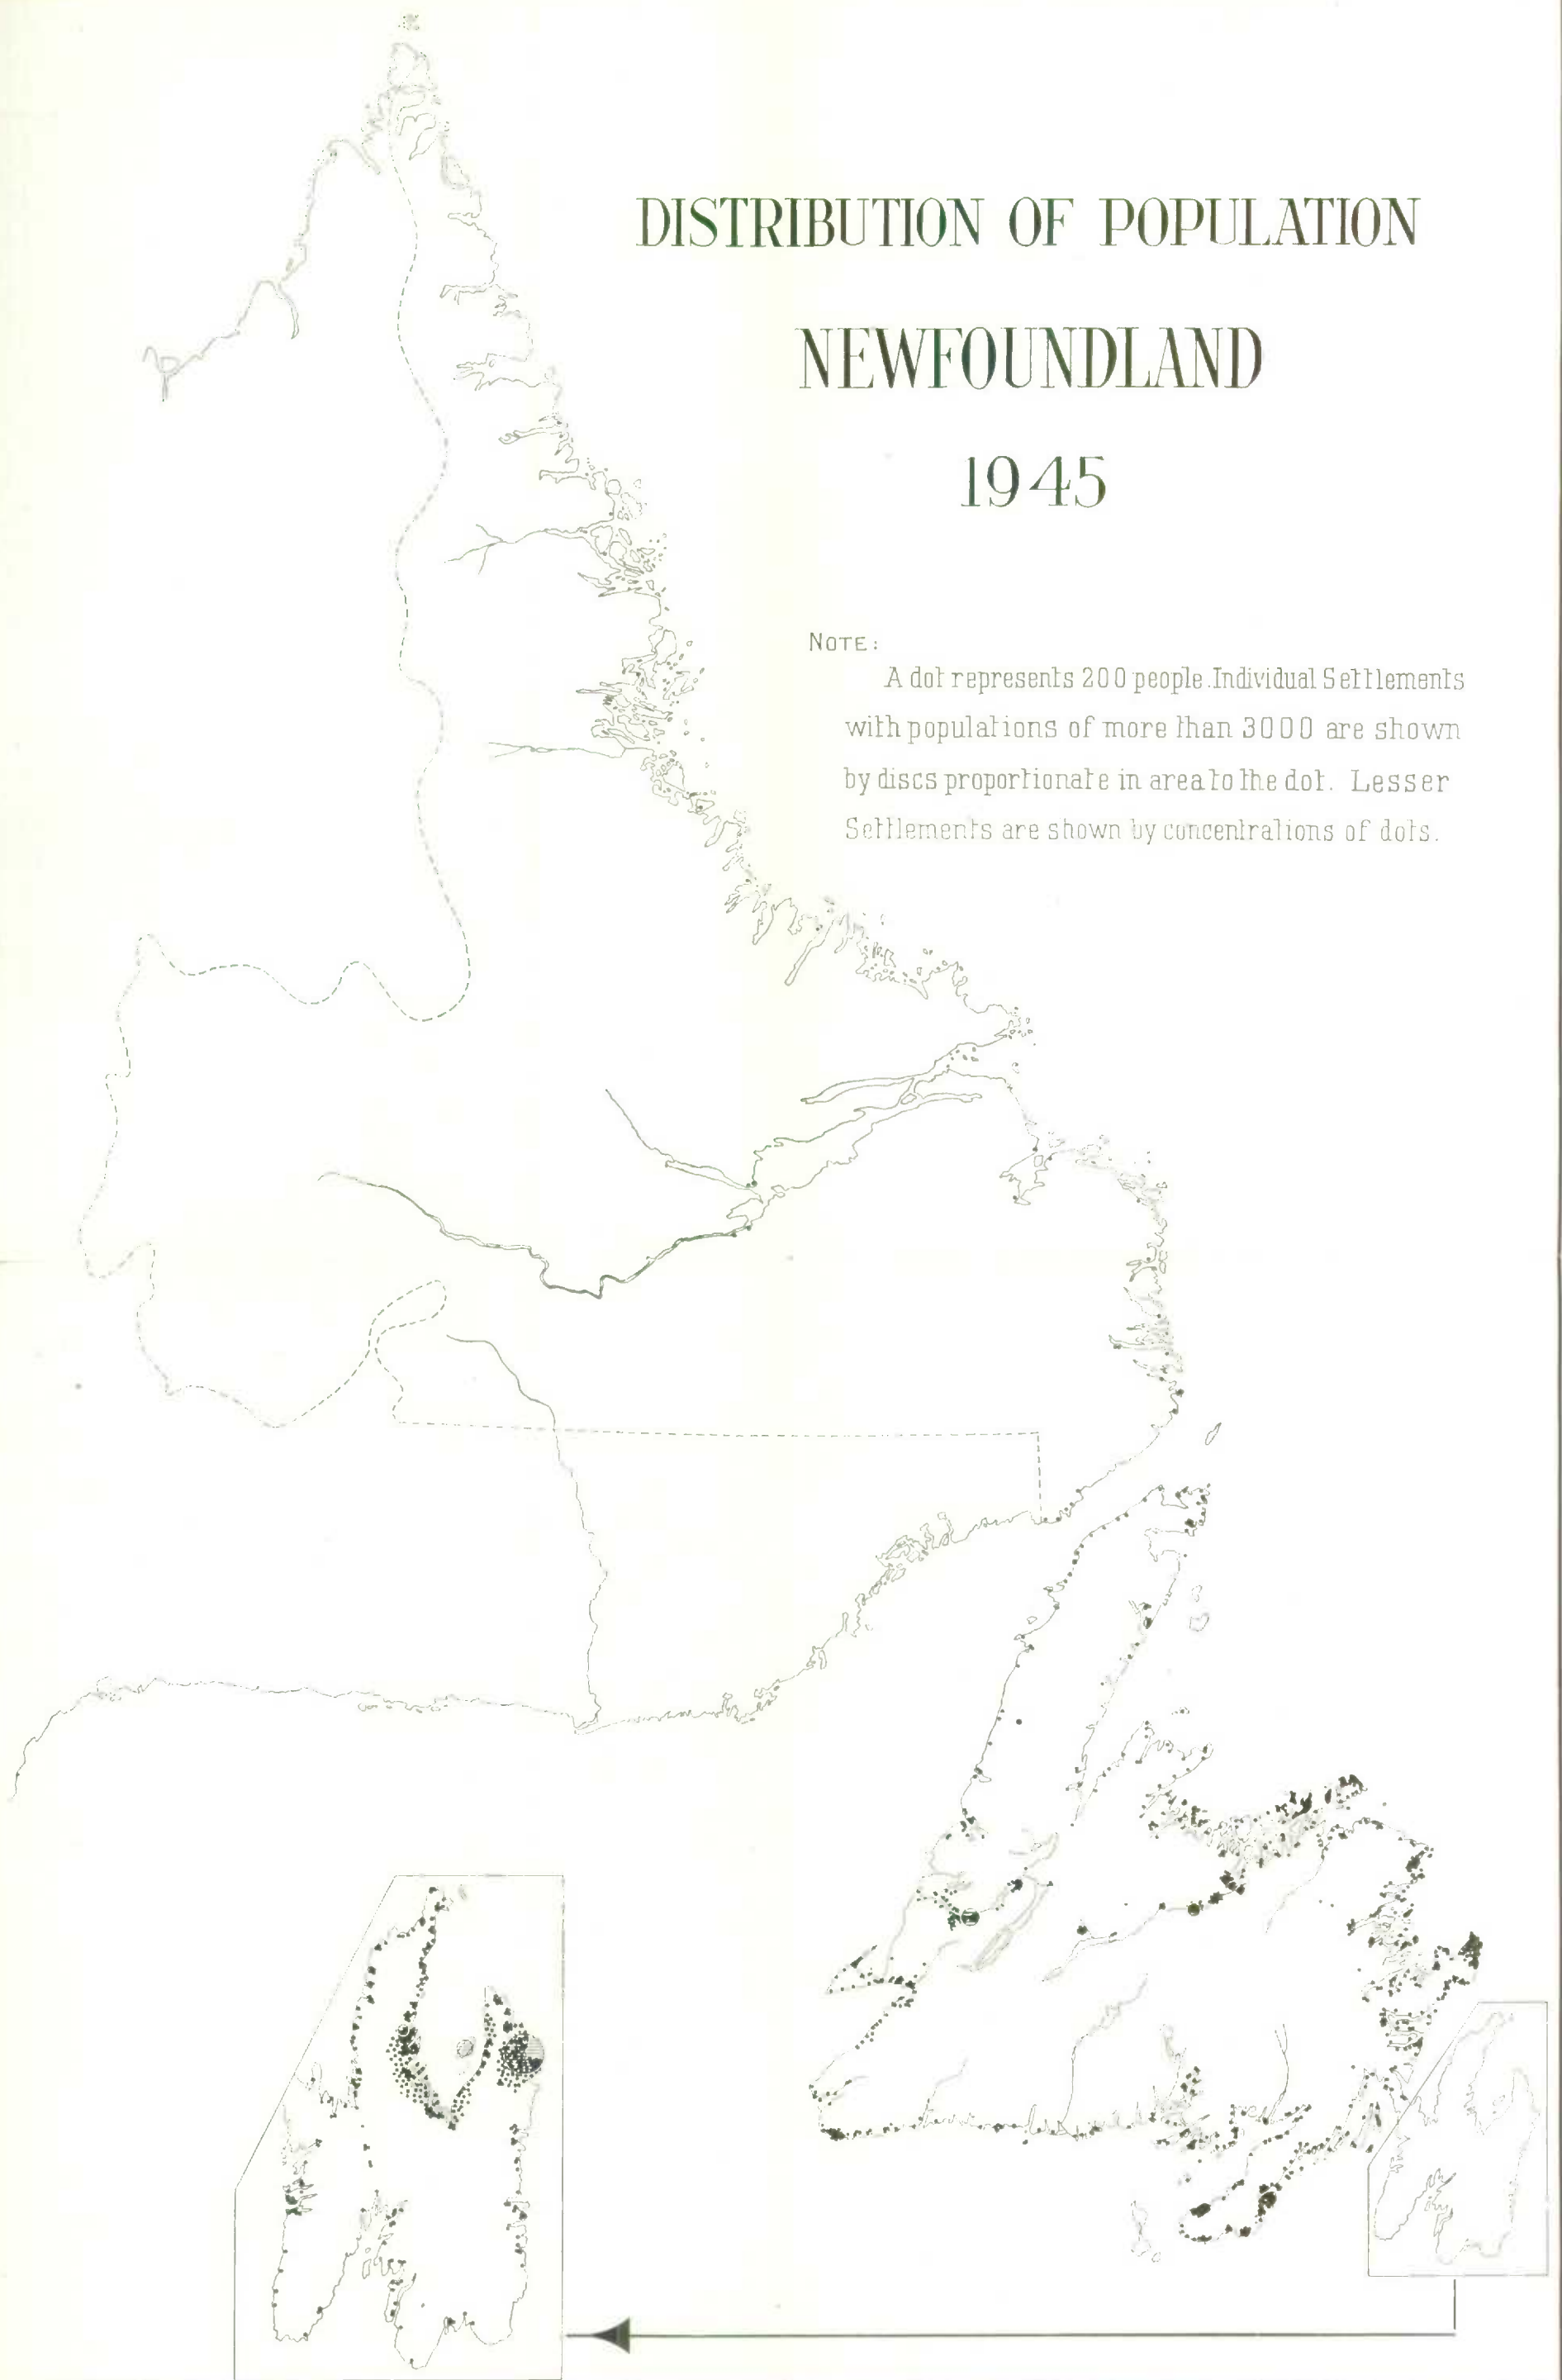 DISTRIBUTION OF POPULATION
NEWFOUNDLAND
1945
NOTE:
A dot represents 200 people. Individual Settlements
with populations of more than 3000 are shown
by discs proportionate in area to the dot. Lesser
Settlements are shown by concentrations of dots.